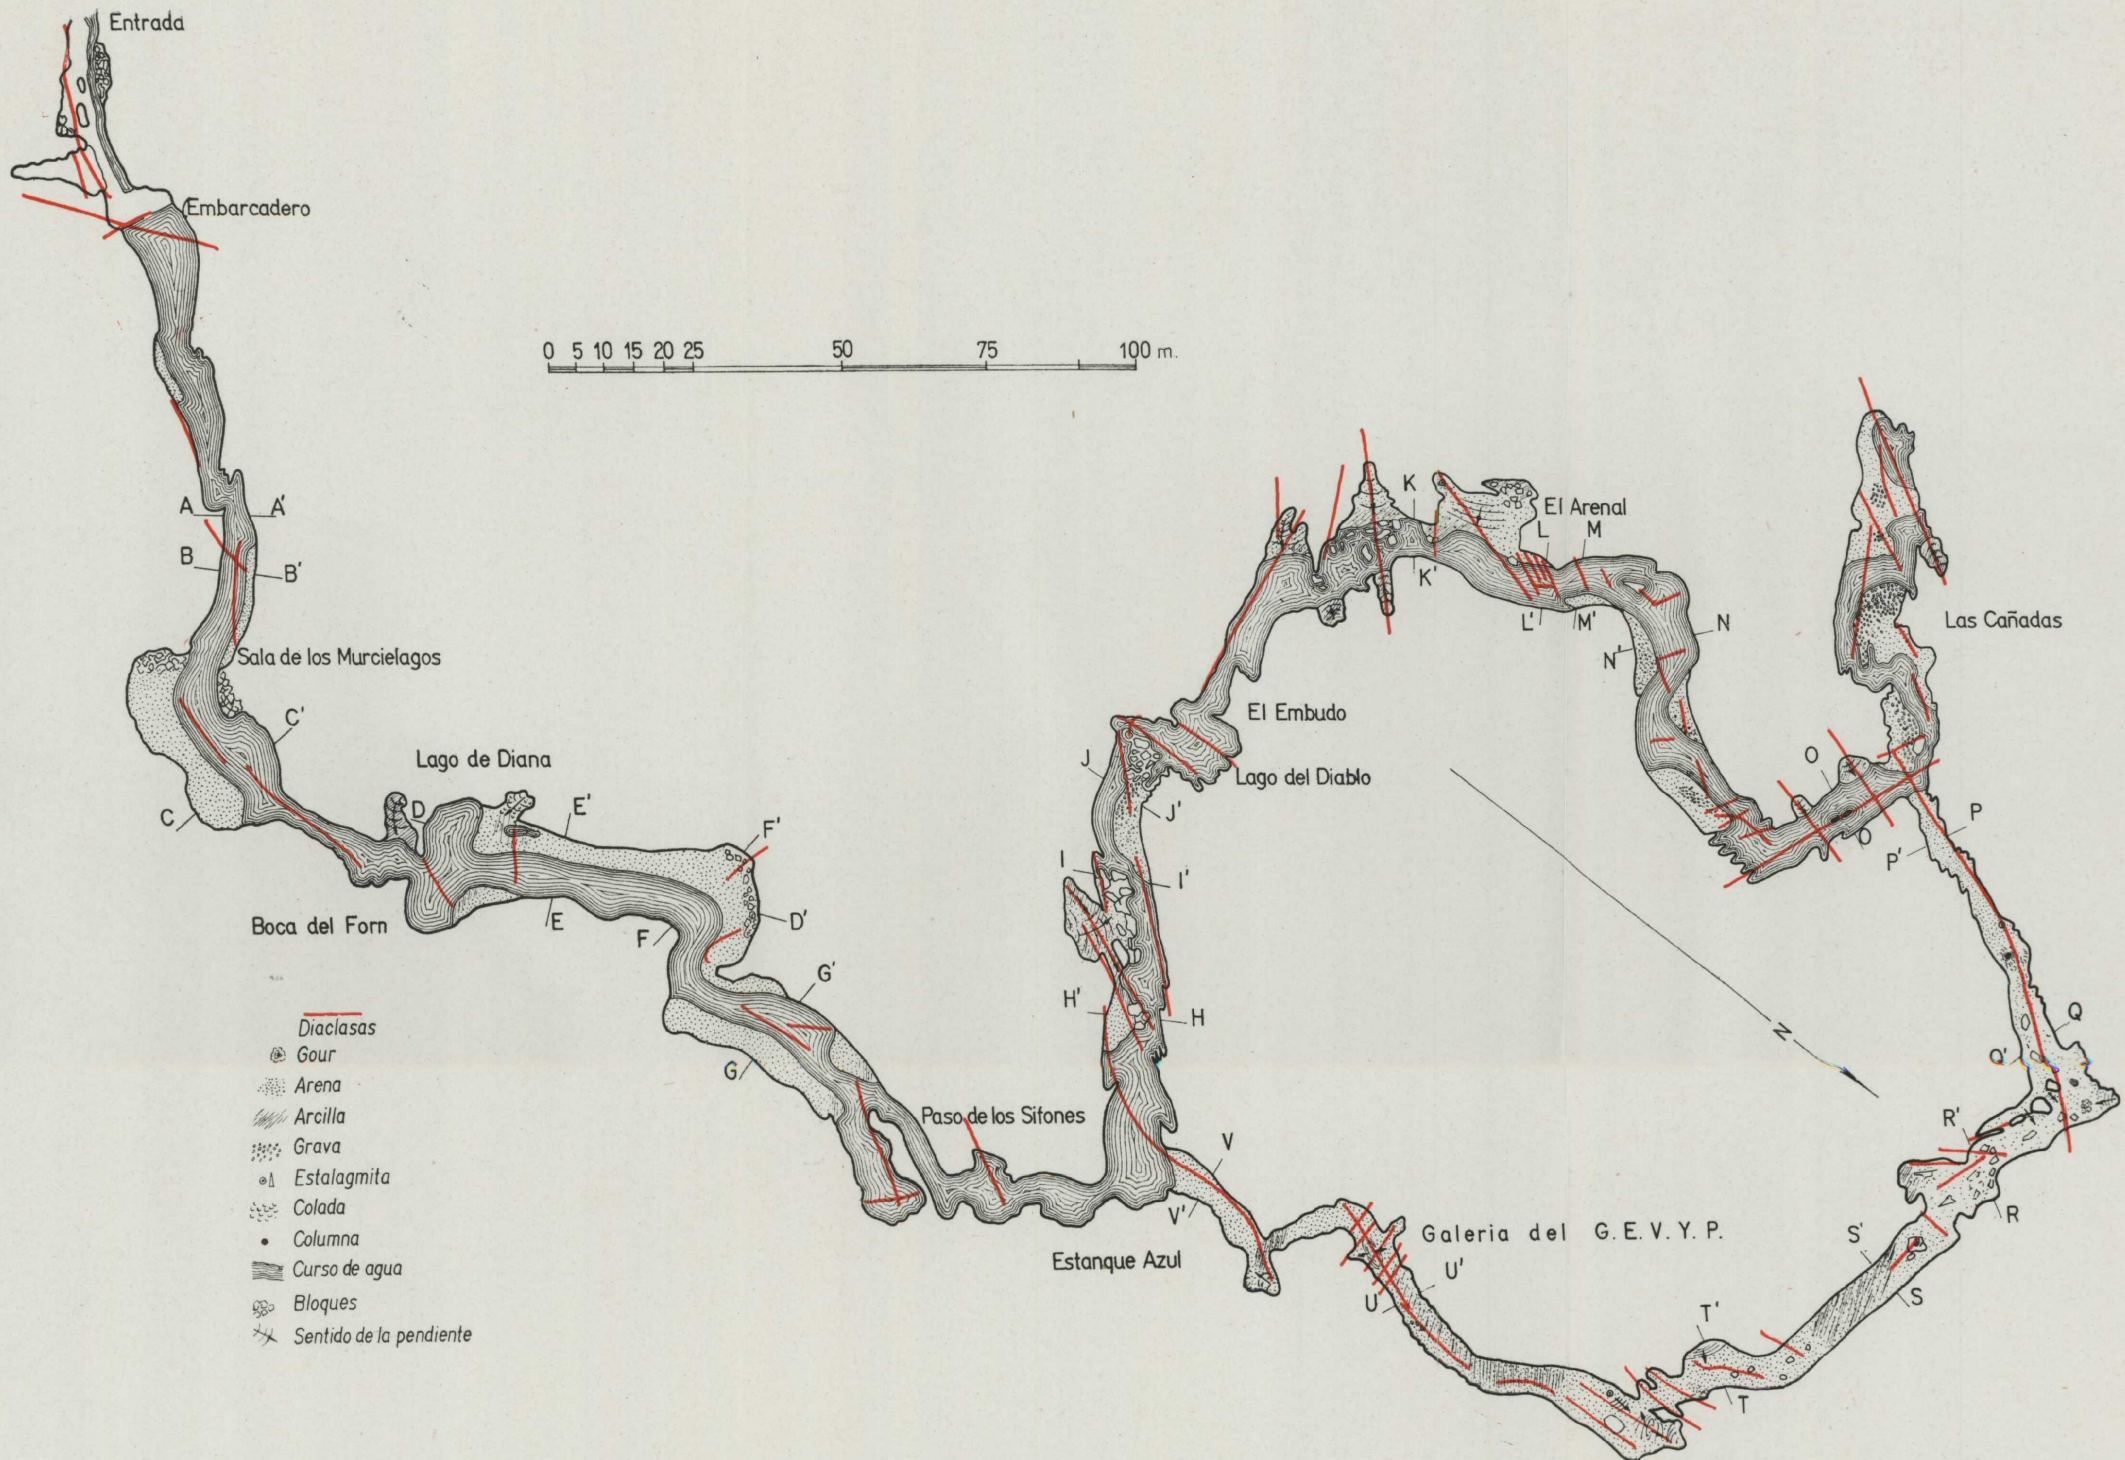 Entrada
Embarcadero
0 5 10 15 20 25 50 75 100 m.
A A'
B B'
Sala de los Murcielagos
C'
C
Lago de Diana
D
E'
F'
D'
E
F
Boca del Forn
G'
G
Paso de los Sifones
Estanque Azul
H'
H
I
I'
J
J'
El Embudo
Lago del Diablo
K
K'
El Arenal
L
M
L'
M'
N
N'
Las Cañadas
O
O
P
P'
Q
Q'
R'
R
S'
S
T'
T
Galeria del G. E. V. Y. P.
U'
U
V
V'
N
Diaclasas
Gour
Arena
Arcilla
Grava
Estalagmita
Colada
Columna
Curso de agua
Bloques
Sentido de la pendiente